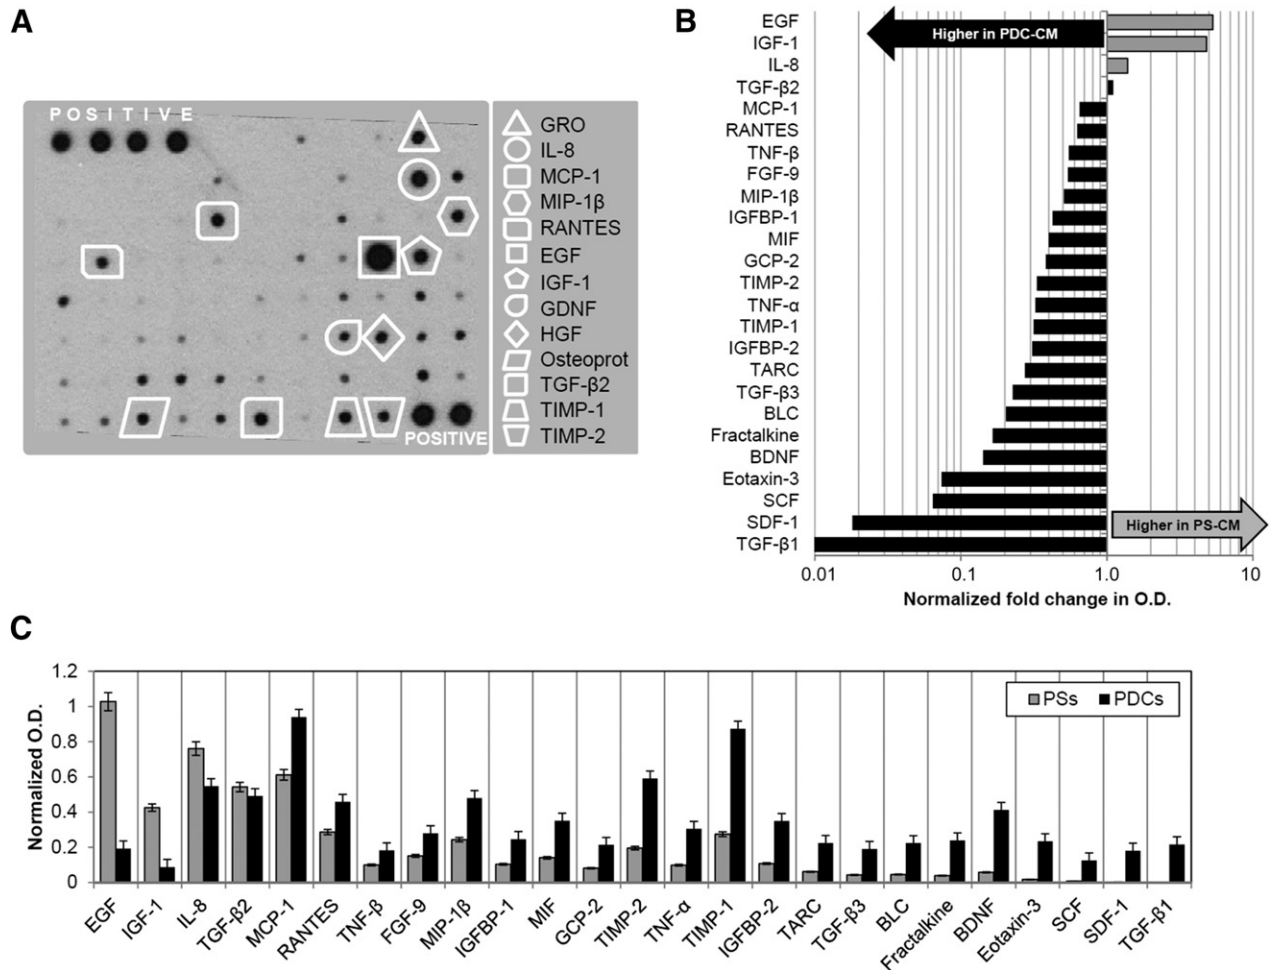 A
POSITIVE
GRO
IL-8
MCP-1
MIP-1β
RANTES
EGF
IGF-1
GDNF
HGF
Osteoprot
TGF-β2
TIMP-1
TIMP-2
POSITIVE
B
EGF
IGF-1
IL-8
TGF-β2
MCP-1
RANTES
TNF-β
FGF-9
MIP-1β
IGFBP-1
MIF
GCP-2
TIMP-2
TNF-α
TIMP-1
IGFBP-2
TARC
TGF-β3
BLC
Fractalkine
BDNF
Eotaxin-3
SCF
SDF-1
TGF-β1
Higher in PDC-CM
Higher in PS-CM
0.01 0.1 1.0 10
Normalized fold change in O.D.
C
Normalized O.D.
1.2
1
0.8
0.6
0.4
0.2
0
PSs PDCs
EGF
IGF-1
IL-8
TGF-β2
MCP-1
RANTES
TNF-β
FGF-9
MIP-1β
IGFBP-1
MIF
GCP-2
TIMP-2
TNF-α
TIMP-1
IGFBP-2
TARC
TGF-β3
BLC
Fractalkine
BDNF
Eotaxin-3
SCF
SDF-1
TGF-β1